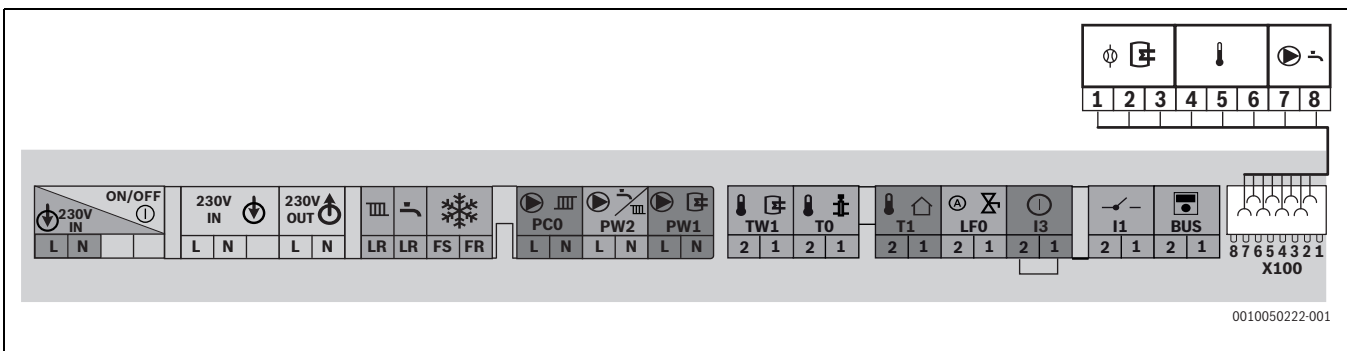 1 2 3 4 5 6 7 8
ON/OFF
230V
IN
L N
230V
IN
L N
230V
OUT
L N
LR LR FS FR
PC0
L N
PW2
L N
PW1
L N
TW1
2 1
T0
2 1
T1
2 1
A
LF0
2 1
I3
2 1
I1
2 1
BUS
2 1
8 7 6 5 4 3 2 1
X100
0010050222-001